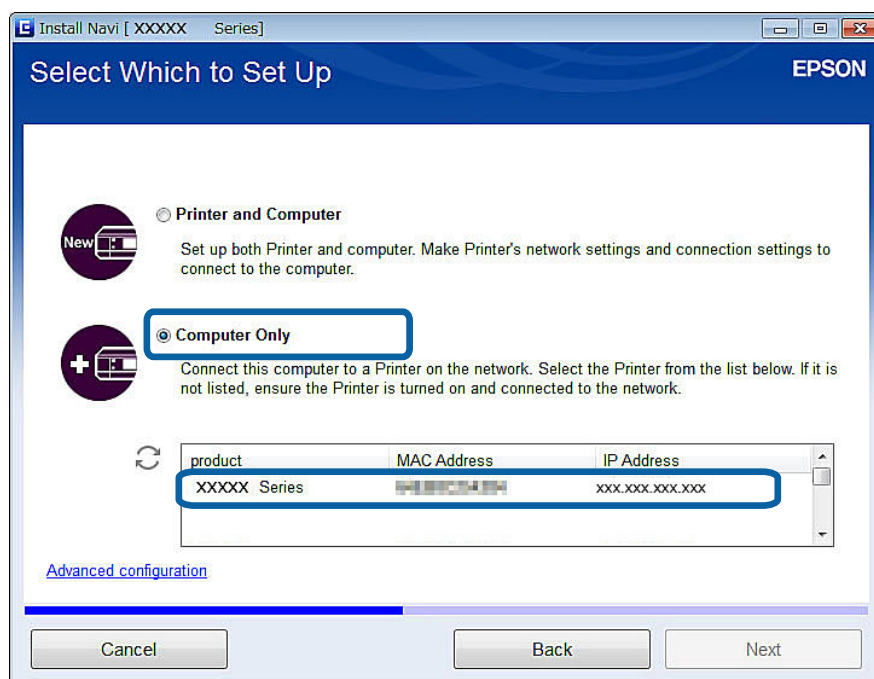 Install Navi [ XXXXX Series]
Select Which to Set Up
EPSON
New
Printer and Computer
Set up both Printer and computer. Make Printer's network settings and connection settings to
connect to the computer.
Computer Only
Connect this computer to a Printer on the network. Select the Printer from the list below. If it is
not listed, ensure the Printer is turned on and connected to the network.
product MAC Address IP Address
XXXXX Series xxx.xxx.xxx.xxx
Advanced configuration
Cancel Back Next